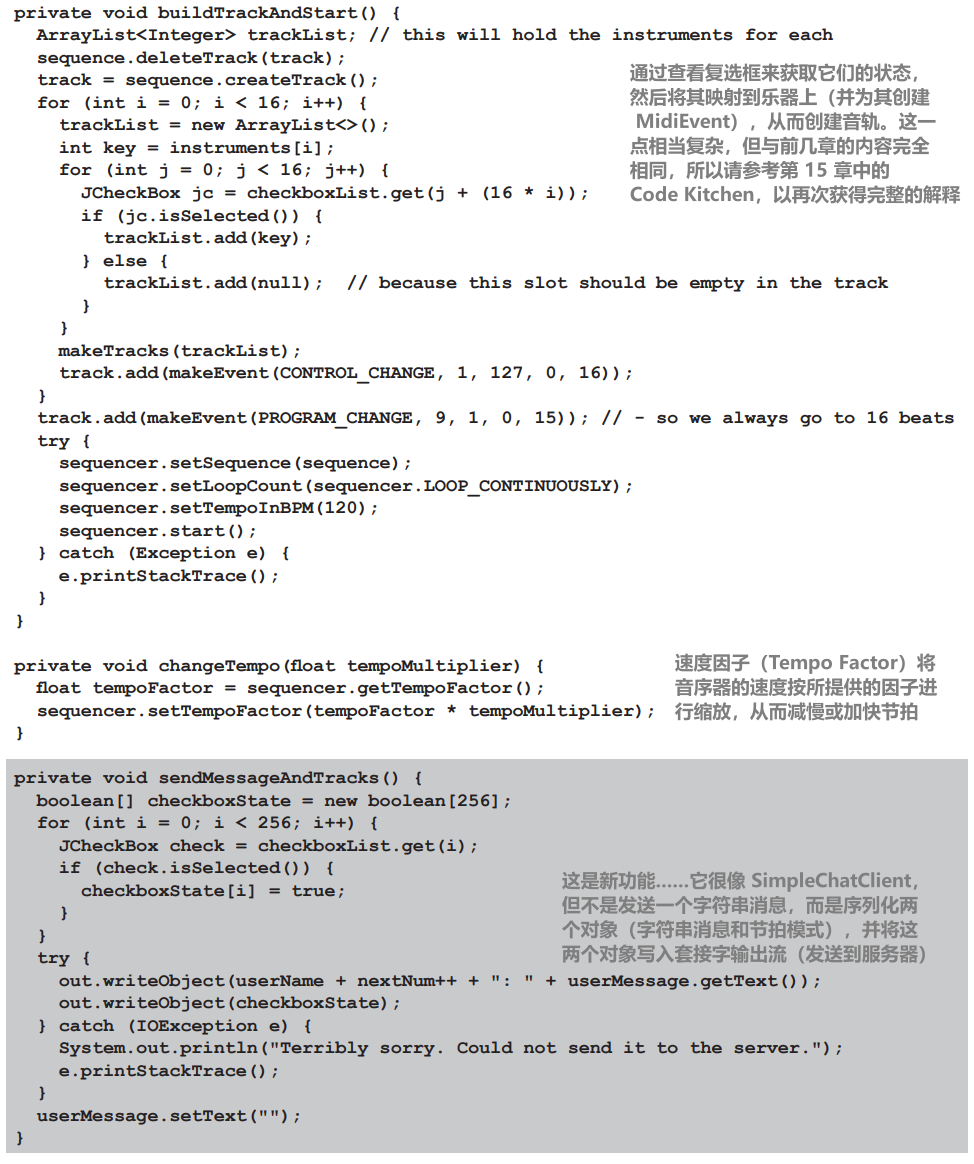 private void buildTrackAndStart() {
  ArrayList<Integer> trackList; // this will hold the instruments for each
  sequence.deleteTrack(track);
  track = sequence.createTrack();
  for (int i = 0; i < 16; i++) {
    trackList = new ArrayList<>();
    int key = instruments[i];
    for (int j = 0; j < 16; j++) {
      JCheckBox jc = checkboxList.get(j + (16 * i));
      if (jc.isSelected()) {
        trackList.add(key);
      } else {
        trackList.add(null);  // because this slot should be empty in the track
      }
    }
    makeTracks(trackList);
    track.add(makeEvent(CONTROL_CHANGE, 1, 127, 0, 16));
  }
  track.add(makeEvent(PROGRAM_CHANGE, 9, 1, 0, 15)); // - so we always go to 16 beats
  try {
    sequencer.setSequence(sequence);
    sequencer.setLoopCount(sequencer.LOOP_CONTINUOUSLY);
    sequencer.setTempoInBPM(120);
    sequencer.start();
  } catch (Exception e) {
    e.printStackTrace();
  }
}
通过查看复选框来获取它们的状态，
然后将其映射到乐器上（并为其创建
MidiEvent），从而创建音轨。这一
点相当复杂，但与前几章的内容完全
相同，所以请参考第 15 章中的
Code Kitchen，以再次获得完整的解释
private void changeTempo(float tempoMultiplier) {
  float tempoFactor = sequencer.getTempoFactor();
  sequencer.setTempoFactor(tempoFactor * tempoMultiplier);
}
速度因子（Tempo Factor）将
音序器的速度按所提供的因子进
行缩放，从而减慢或加快节拍
private void sendMessageAndTracks() {
  boolean[] checkboxState = new boolean[256];
  for (int i = 0; i < 256; i++) {
    JCheckBox check = checkboxList.get(i);
    if (check.isSelected()) {
      checkboxState[i] = true;
    }
  }
  try {
    out.writeObject(userName + nextNum++ + ": " + userMessage.getText());
    out.writeObject(checkboxState);
  } catch (IOException e) {
    System.out.println("Terribly sorry. Could not send it to the server.");
    e.printStackTrace();
  }
  userMessage.setText("");
}
这是新功能……它很像 SimpleChatClient，
但不是发送一个字符串消息，而是序列化两
个对象（字符串消息和节拍模式），并将这
两个对象写入套接字输出流（发送到服务器）